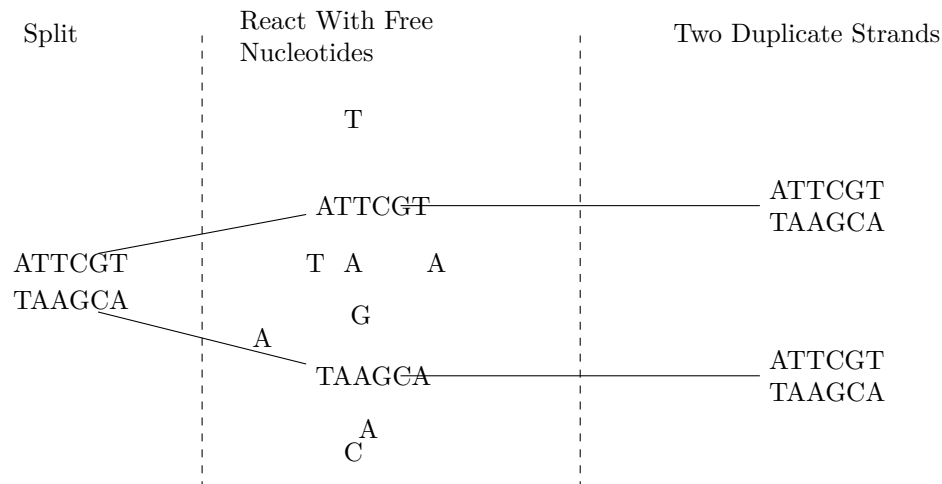 Split
React With Free
Nucleotides
Two Duplicate Strands
T
ATTCGT
ATTCGT
TAAGCA
ATTCGT
TAAGCA
T A A
G
A
TAAGCA
ATTCGT
TAAGCA
A
C